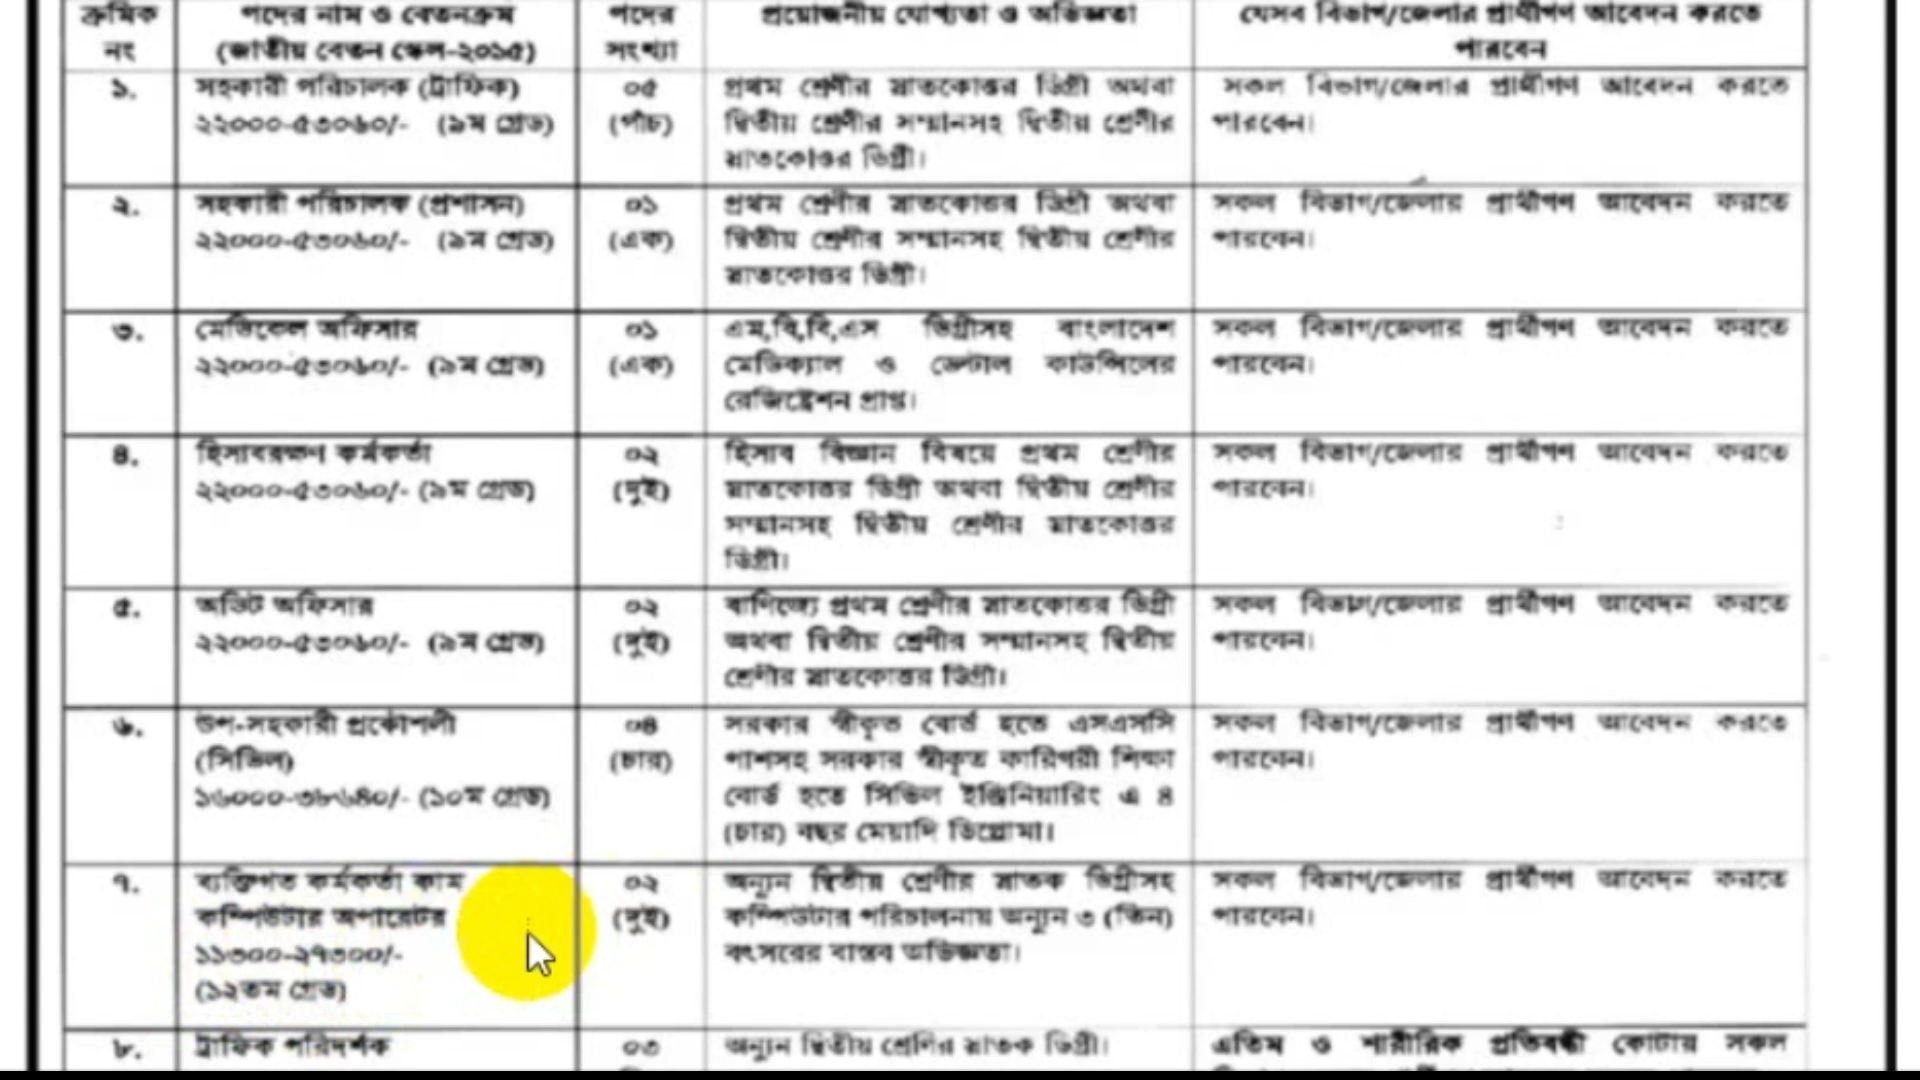 ক্রমিক নং
পদের নাম ও বেতনক্রম
(জাতীয় বেতন স্কেল-২০১৫)
পদের
সংখ্যা
প্রয়োজনীয় যোগ্যতা ও অভিজ্ঞতা
যেসব বিভাগ/জেলার প্রার্থীগণ আবেদন করতে
পারবেন
১.
সহকারী পরিচালক (ট্রাফিক)
২২০০০-৫৩০৬০/- (৯ম গ্রেড)
০৫
(পাঁচ)
প্রথম শ্রেণীর স্নাতকোত্তর ডিগ্রী অথবা
দ্বিতীয় শ্রেণীর সম্মানসহ দ্বিতীয় শ্রেণীর
স্নাতকোত্তর ডিগ্রী।
সকল বিভাগ/জেলার প্রার্থীগণ আবেদন করতে
পারবেন।
২.
সহকারী পরিচালক (প্রশাসন)
২২০০০-৫৩০৬০/- (৯ম গ্রেড)
০১
(এক)
প্রথম শ্রেণীর স্নাতকোত্তর ডিগ্রী অথবা
দ্বিতীয় শ্রেণীর সম্মানসহ দ্বিতীয় শ্রেণীর
স্নাতকোত্তর ডিগ্রী।
সকল বিভাগ/জেলার প্রার্থীগণ আবেদন করতে
পারবেন।
৩.
মেডিকেল অফিসার
২২০০০-৫৩০৬০/- (৯ম গ্রেড)
০১
(এক)
এম,বি,বি,এস ডিগ্রীসহ বাংলাদেশ
মেডিক্যাল ও ডেন্টাল কাউন্সিলের
রেজিষ্ট্রেশন প্রাপ্ত।
সকল বিভাগ/জেলার প্রার্থীগণ আবেদন করতে
পারবেন।
৪.
হিসাবরক্ষণ কর্মকর্তা
২২০০০-৫৩০৬০/- (৯ম গ্রেড)
০২
(দুই)
হিসাব বিজ্ঞান বিষয়ে প্রথম শ্রেণীর
স্নাতকোত্তর ডিগ্রী অথবা দ্বিতীয় শ্রেণীর
সম্মানসহ দ্বিতীয় শ্রেণীর স্নাতকোত্তর
ডিগ্রী।
সকল বিভাগ/জেলার প্রার্থীগণ আবেদন করতে
পারবেন।
৫.
অডিট অফিসার
২২০০০-৫৩০৬০/- (৯ম গ্রেড)
০২
(দুই)
বাণিজ্যে প্রথম শ্রেণীর স্নাতকোত্তর ডিগ্রী
অথবা দ্বিতীয় শ্রেণীর সম্মানসহ দ্বিতীয়
শ্রেণীর স্নাতকোত্তর ডিগ্রী।
সকল বিভাগ/জেলার প্রার্থীগণ আবেদন করতে
পারবেন।
৬.
উপ-সহকারী প্রকৌশলী
(সিভিল)
১৬০০০-৩৮৬৪০/- (১০ম গ্রেড)
০৪
(চার)
সরকার স্বীকৃত বোর্ড হতে এসএসসি
পাশসহ সরকার স্বীকৃত কারিগরী শিক্ষা
বোর্ড হতে সিভিল ইঞ্জিনিয়ারিং এ ৪
(চার) বছর মেয়াদি ডিপ্লোমা।
সকল বিভাগ/জেলার প্রার্থীগণ আবেদন করতে
পারবেন।
৭.
ব্যক্তিগত কর্মকর্তা কাম
কম্পিউটার অপারেটর
১১৩০০-২৭৩০০/-
(১২তম গ্রেড)
০২
(দুই)
অন্যূন দ্বিতীয় শ্রেণীর স্নাতক ডিগ্রীসহ
কম্পিউটার পরিচালনায় অন্যূন ৩ (তিন)
বৎসরের বাস্তব অভিজ্ঞতা।
সকল বিভাগ/জেলার প্রার্থীগণ আবেদন করতে
পারবেন।
৮.
ট্রাফিক পরিদর্শক
০৩
অন্যূন দ্বিতীয় শ্রেণির স্নাতক ডিগ্রী।
এতিম ও শারীরিক প্রতিবন্ধী কোটায় সকল